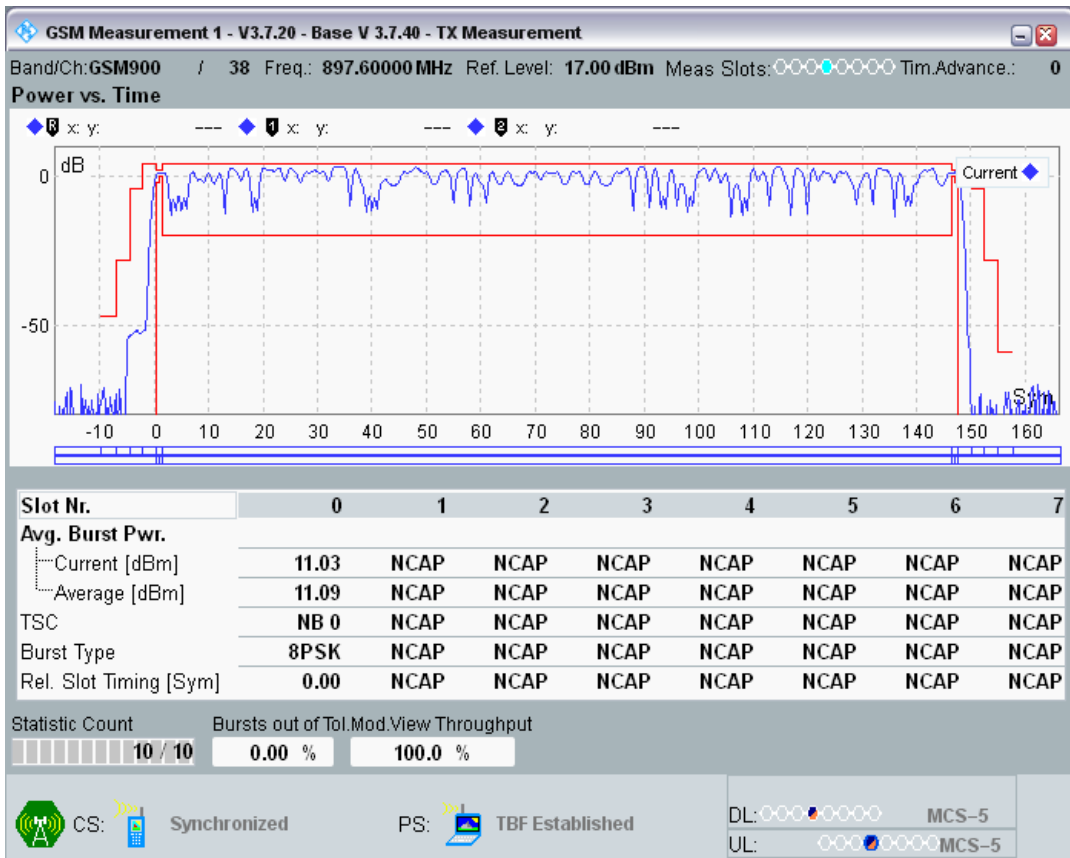 GSM Measurement 1 - V3.7.20 - Base V 3.7.40 - TX Measurement
Band/Ch:GSM900 / 38 Freq.: 897.60000 MHz Ref. Level: 17.00 dBm Meas Slots: Tim.Advance.: 0
Power vs. Time
R x: y: --- 1 x: y: --- 2 x: y: ---
dB
Current
0
-50
Sym
-10 0 10 20 30 40 50 60 70 80 90 100 110 120 130 140 150 160
Slot Nr. 0 1 2 3 4 5 6 7
Avg. Burst Pwr.
Current [dBm] 11.03 NCAP NCAP NCAP NCAP NCAP NCAP NCAP
Average [dBm] 11.09 NCAP NCAP NCAP NCAP NCAP NCAP NCAP
TSC NB 0 NCAP NCAP NCAP NCAP NCAP NCAP NCAP
Burst Type 8PSK NCAP NCAP NCAP NCAP NCAP NCAP NCAP
Rel. Slot Timing [Sym] 0.00 NCAP NCAP NCAP NCAP NCAP NCAP NCAP
Statistic Count Bursts out of Tol.Mod.View Throughput
10 / 10 0.00 % 100.0 %
CS: Synchronized PS: TBF Established
DL: MCS-5
UL: MCS-5